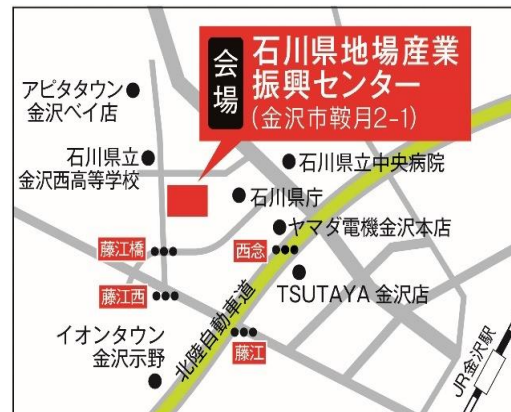 会場
石川県地場産業
振興センター
(金沢市鞍月2-1)
アピタタウン
金沢ベイ店
石川県立
金沢西高等学校
石川県立中央病院
石川県庁
ヤマダ電機金沢本店
藤江橋
西念
藤江西
TSUTAYA 金沢店
イオンタウン
金沢示野
北陸自動車道
藤江
JR金沢駅